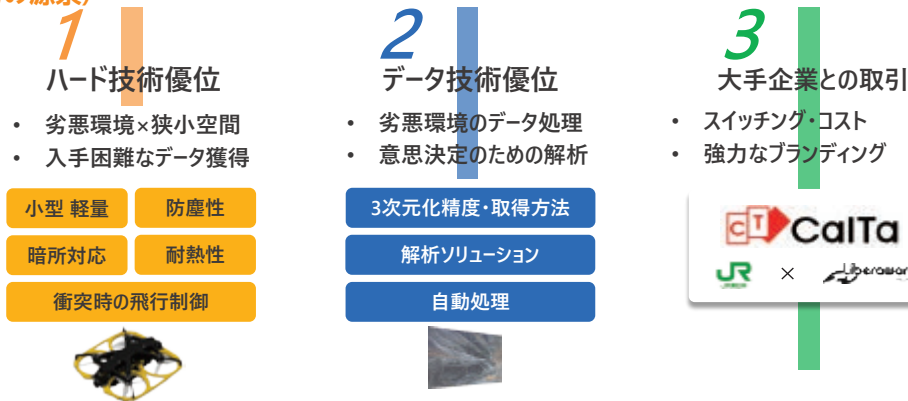 の源泉)
1
ハード技術優位
• 劣悪環境×狭小空間
• 入手困難なデータ獲得
小型 軽量
防塵性
暗所対応
耐熱性
衝突時の飛行制御
2
データ技術優位
• 劣悪環境のデータ処理
• 意思決定のための解析
3次元化精度・取得方法
解析ソリューション
自動処理
3
大手企業との取引
• スイッチング・コスト
• 強力なブランディング
CT CalTa
JR × Liberawar